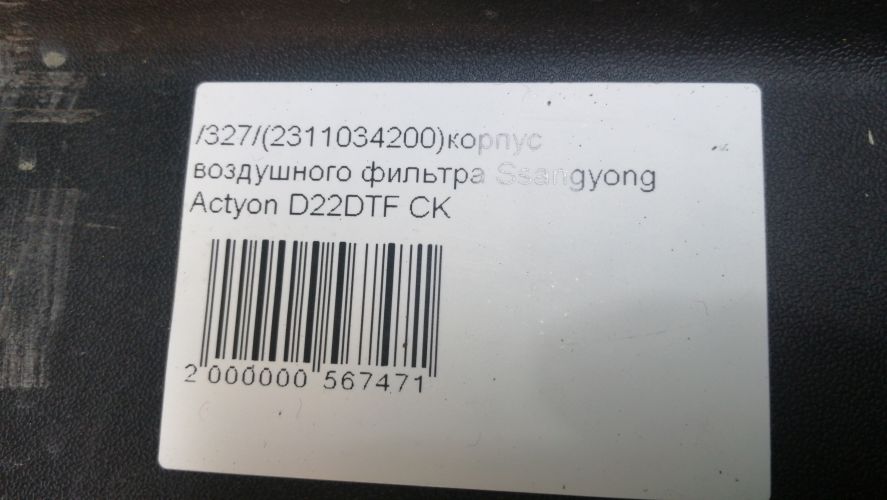 /327/(2311034200)корпус
воздушного фильтра Ssangyong
Actyon D22DTF CK
2 000000 567471